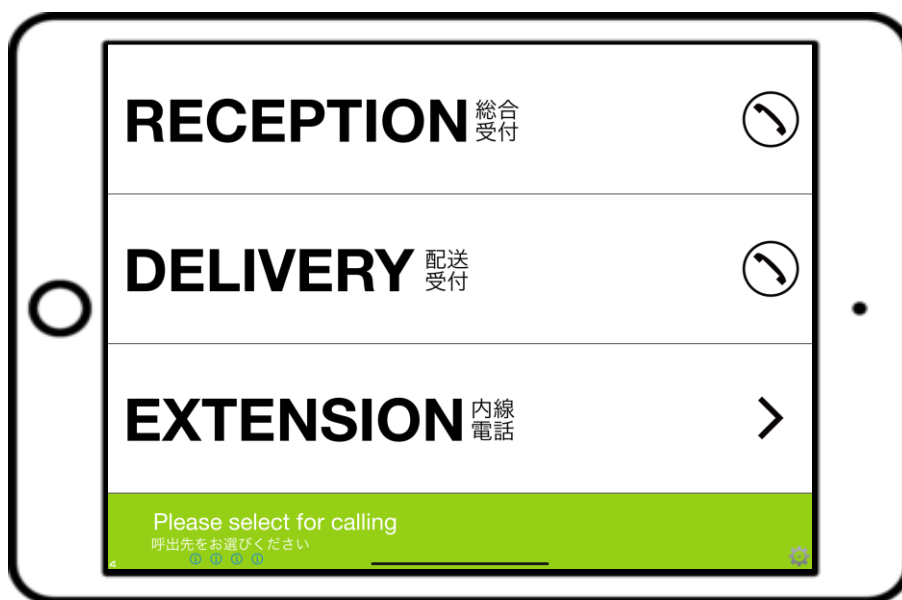 RECEPTION 総合
受付
DELIVERY 配送
受付
EXTENSION 内線
電話
Please select for calling
呼出先をお選びください
4